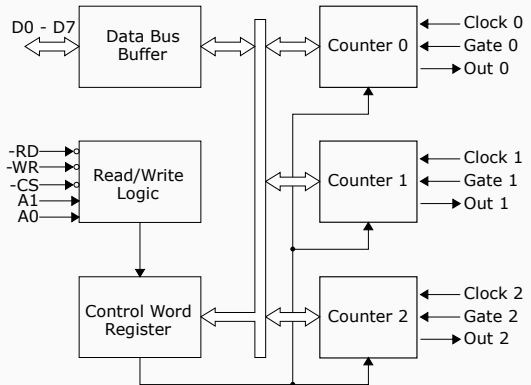 D0 - D7
Data Bus
Buffer
Counter 0
Clock 0
Gate 0
Out 0
-RD
-WR
-CS
A1
A0
Read/Write
Logic
Counter 1
Clock 1
Gate 1
Out 1
Control Word
Register
Counter 2
Clock 2
Gate 2
Out 2